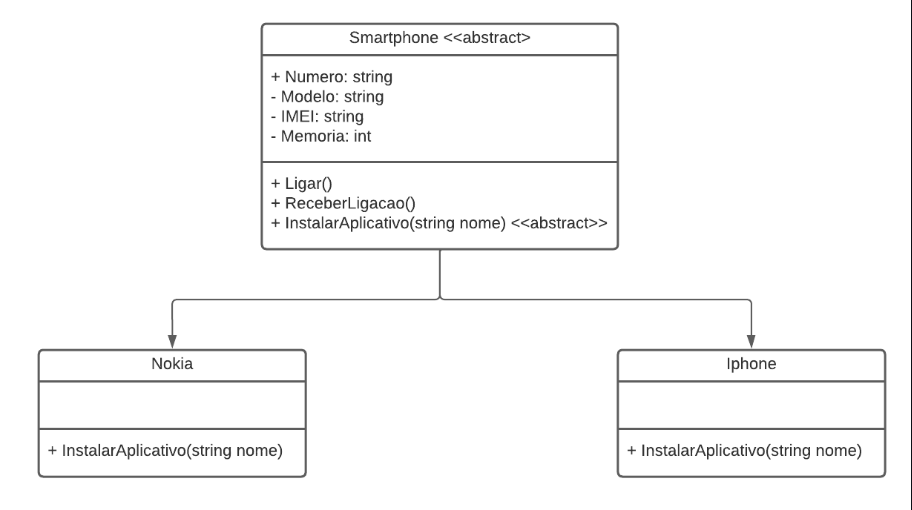 Smartphone <<abstract>
+ Numero: string
- Modelo: string
- IMEI: string
- Memoria: int
+ Ligar()
+ ReceberLigacao()
+ InstalarAplicativo(string nome) <<abstract>>
Nokia
+ InstalarAplicativo(string nome)
Iphone
+ InstalarAplicativo(string nome)